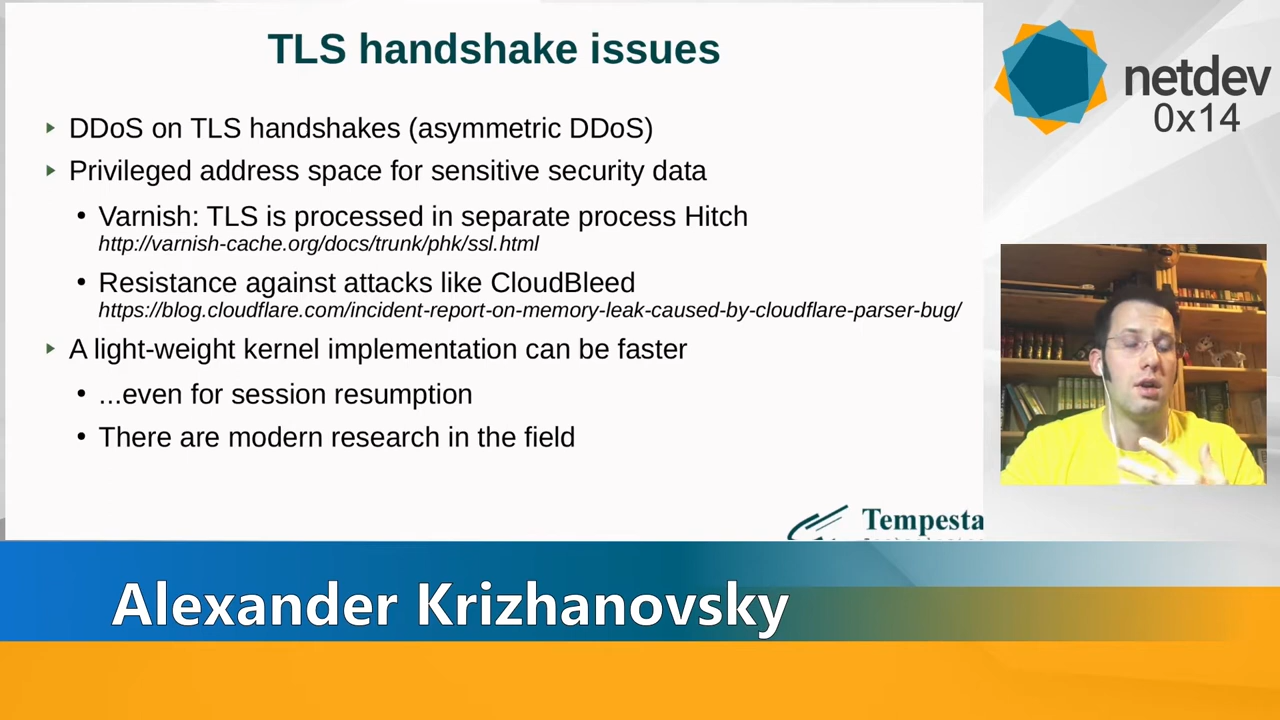 TLS handshake issues
DDoS on TLS handshakes (asymmetric DDoS)
Privileged address space for sensitive security data
Varnish: TLS is processed in separate process Hitch
http://varnish-cache.org/docs/trunk/phk/ssl.html
Resistance against attacks like CloudBleed
https://blog.cloudflare.com/incident-report-on-memory-leak-caused-by-cloudflare-parser-bug/
A light-weight kernel implementation can be faster
...even for session resumption
There are modern research in the field
Tempesta
netdev
0x14
Alexander Krizhanovsky